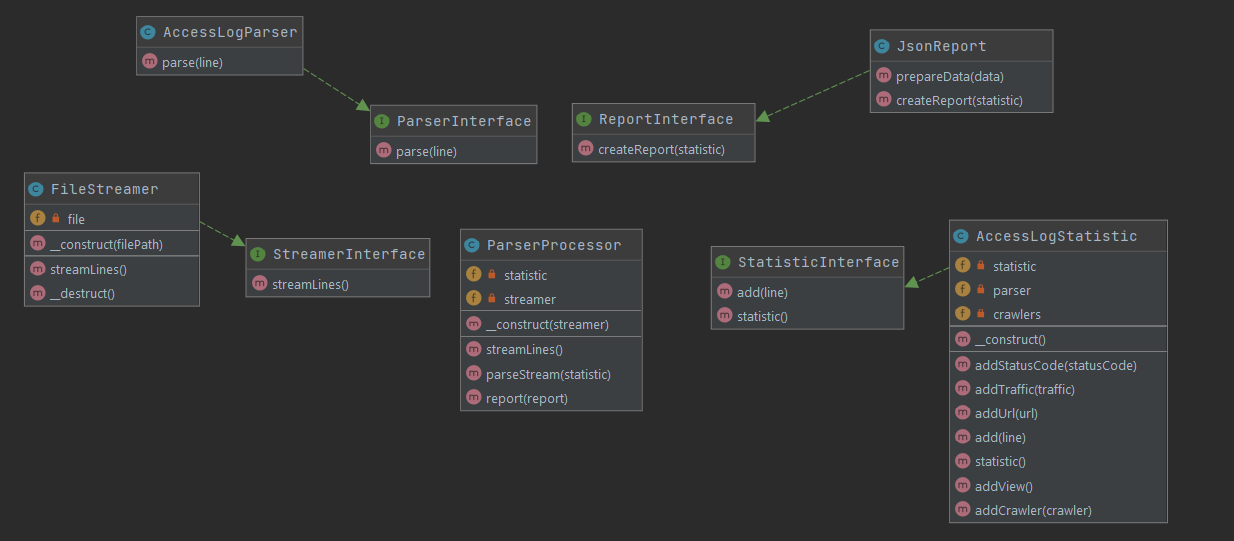 AccessLogParser
parse(line)
JsonReport
prepareData(data)
createReport(statistic)
ParserInterface
parse(line)
ReportInterface
createReport(statistic)
FileStreamer
file
__construct(filePath)
streamLines()
__destruct()
StreamerInterface
streamLines()
ParserProcessor
statistic
streamer
__construct(streamer)
streamLines()
parseStream(statistic)
report(report)
StatisticInterface
add(line)
statistic()
AccessLogStatistic
statistic
parser
crawlers
__construct()
addStatusCode(statusCode)
addTraffic(traffic)
addUrl(url)
add(line)
statistic()
addView()
addCrawler(crawler)